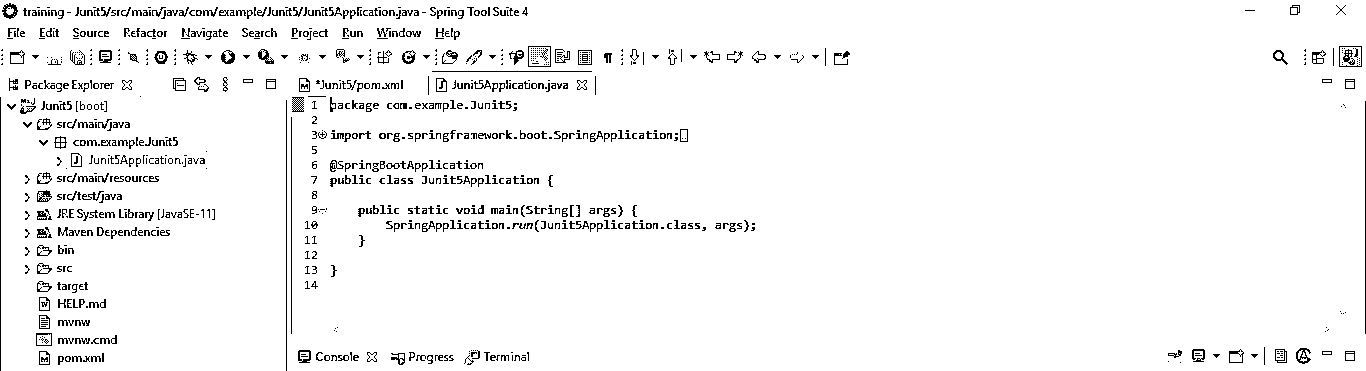 training - Junit5/src/main/java/com/example/Junit5/Junit5Application.java - Spring Tool Suite 4
File Edit Source Refactor Navigate Search Project Run Window Help
Package Explorer
Junit5 [boot]
src/main/java
com.example.Junit5
Junit5Application.java
src/main/resources
src/test/java
JRE System Library [JavaSE-11]
Maven Dependencies
bin
src
target
HELP.md
mvnw
mvnw.cmd
pom.xml
*Junit5/pom.xml Junit5Application.java
1 package com.example.Junit5;
2
3 import org.springframework.boot.SpringApplication;
5
6 @SpringBootApplication
7 public class Junit5Application {
8
9 public static void main(String[] args) {
10 SpringApplication.run(Junit5Application.class, args);
11 }
12
13 }
14
Console Progress Terminal